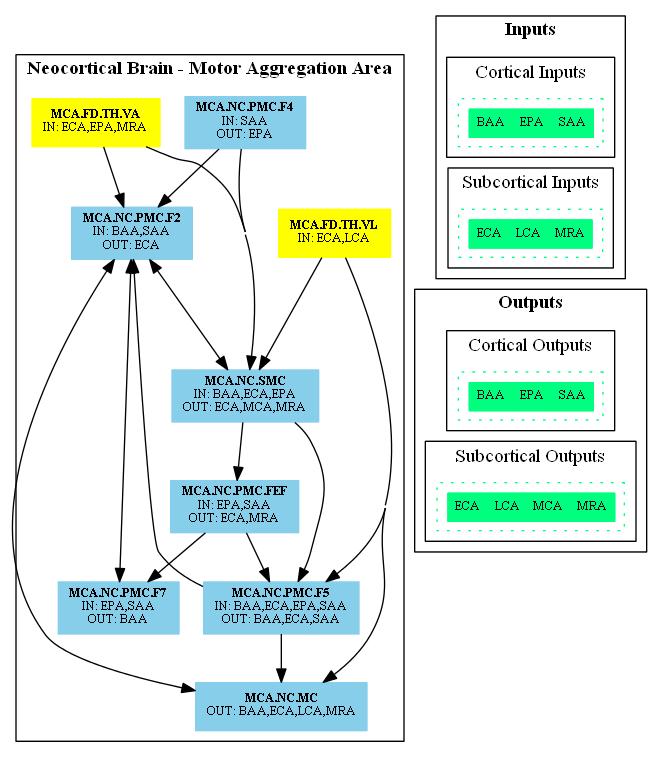 Neocortical Brain - Motor Aggregation Area
MCA.FD.TH.VA
IN: ECA,EPA,MRA
MCA.NC.PMC.F4
IN: SAA
OUT: EPA
MCA.NC.PMC.F2
IN: BAA,SAA
OUT: ECA
MCA.FD.TH.VL
IN: ECA,LCA
MCA.NC.SMC
IN: BAA,ECA,EPA
OUT: ECA,MCA,MRA
MCA.NC.PMC.FEF
IN: EPA,SAA
OUT: ECA,MRA
MCA.NC.PMC.F7
IN: EPA,SAA
OUT: BAA
MCA.NC.PMC.F5
IN: BAA,ECA,EPA,SAA
OUT: BAA,ECA,SAA
MCA.NC.MC
OUT: BAA,ECA,LCA,MRA
Inputs
Cortical Inputs
BAA EPA SAA
Subcortical Inputs
ECA LCA MRA
Outputs
Cortical Outputs
BAA EPA SAA
Subcortical Outputs
ECA LCA MCA MRA